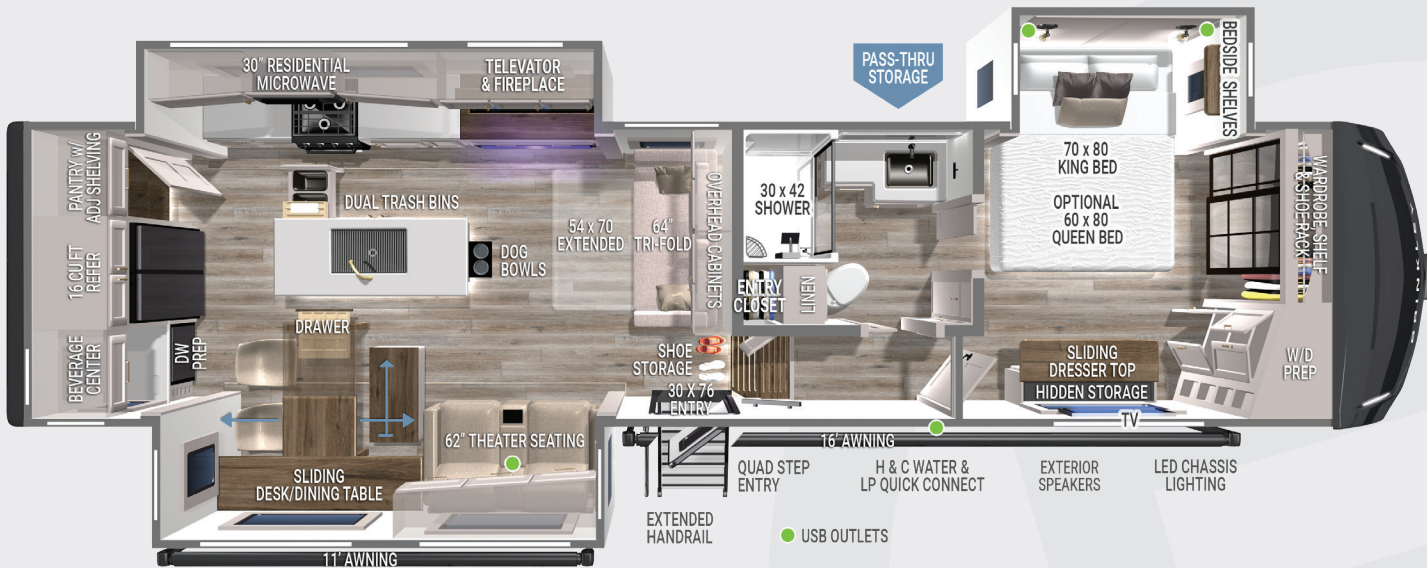 30" RESIDENTIAL
MICROWAVE
TELEVATOR
& FIREPLACE
PASS-THRU
STORAGE
BEDSIDE SHELVES
PANTRY W/
ADJ SHELVING
16 CU FT
REFER
BEVERAGE
CENTER
DW
PREP
DUAL TRASH BINS
DOG
BOWLS
DRAWER
54 x 70
EXTENDED
64"
TRI-FOLD
OVERHEAD CABINETS
30 x 42
SHOWER
ENTRY
CLOSET
LINEN
70 x 80
KING BED
OPTIONAL
60 x 80
QUEEN BED
WARDROBE, SHELF
& SHOE RACK
SHOE
STORAGE
30 X 76
ENTRY
SLIDING
DRESSER TOP
HIDDEN STORAGE
TV
W/D
PREP
62" THEATER SEATING
SLIDING
DESK/DINING TABLE
16' AWNING
QUAD STEP
ENTRY
H & C WATER &
LP QUICK CONNECT
EXTERIOR
SPEAKERS
LED CHASSIS
LIGHTING
EXTENDED
HANDRAIL
USB OUTLETS
11' AWNING